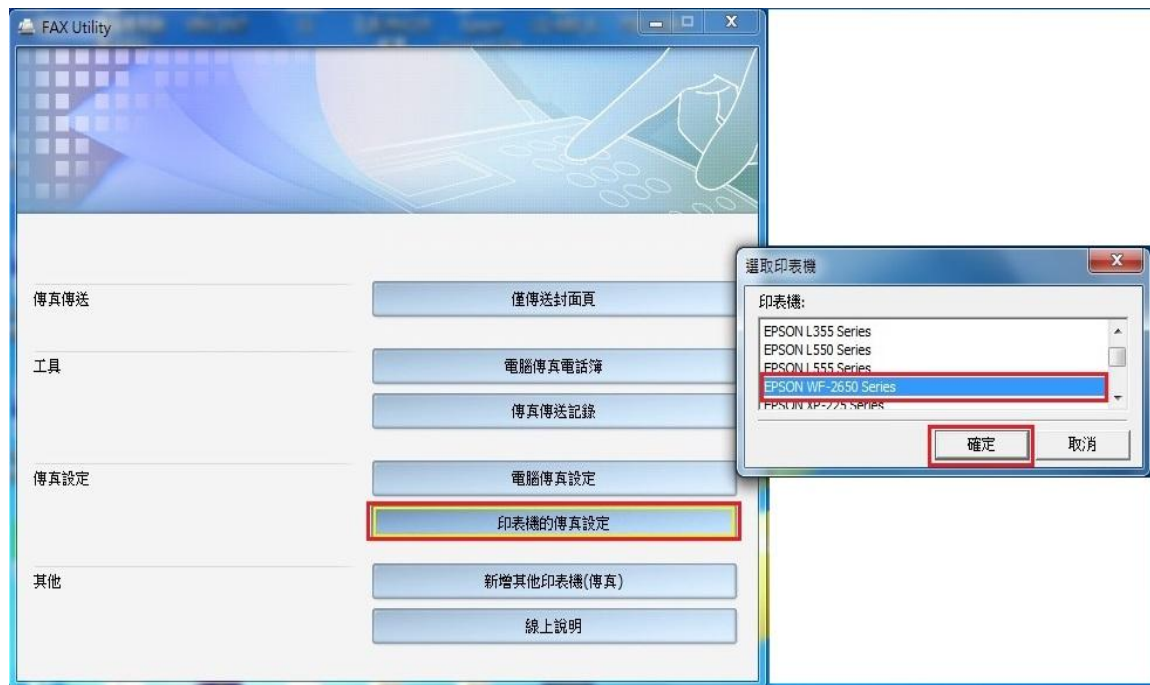 FAX Utility
傳真傳送
僅傳送封面頁
工具
電腦傳真電話簿
傳真傳送記錄
傳真設定
電腦傳真設定
印表機的傳真設定
其他
新增其他印表機(傳真)
線上說明
選取印表機
印表機:
EPSON L355 Series
EPSON L550 Series
EPSON L555 Series
EPSON WF-2650 Series
EPSON XP-225 Series
確定
取消